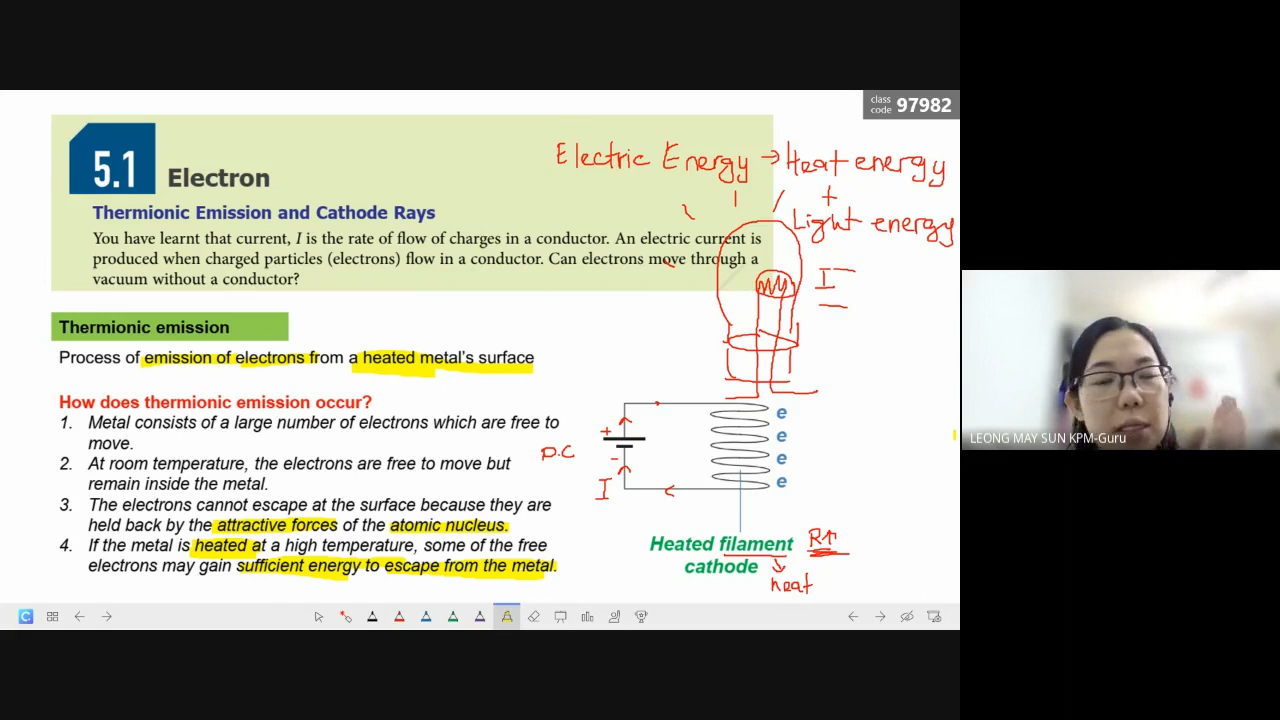 class
code 97982
5.1
Electron
Electric Energy → Heat energy
+
Light energy
Thermionic Emission and Cathode Rays
You have learnt that current, I is the rate of flow of charges in a conductor. An electric current is
produced when charged particles (electrons) flow in a conductor. Can electrons move through a
vacuum without a conductor?
I
Thermionic emission
Process of emission of electrons from a heated metal's surface
How does thermionic emission occur?
1. Metal consists of a large number of electrons which are free to
move.
2. At room temperature, the electrons are free to move but
remain inside the metal.
3. The electrons cannot escape at the surface because they are
held back by the attractive forces of the atomic nucleus.
4. If the metal is heated at a high temperature, some of the free
electrons may gain sufficient energy to escape from the metal.
e
e
e
e
+
-
D.C
I
Heated filament
cathode
R↑
heat
LEONG MAY SUN KPM-Guru